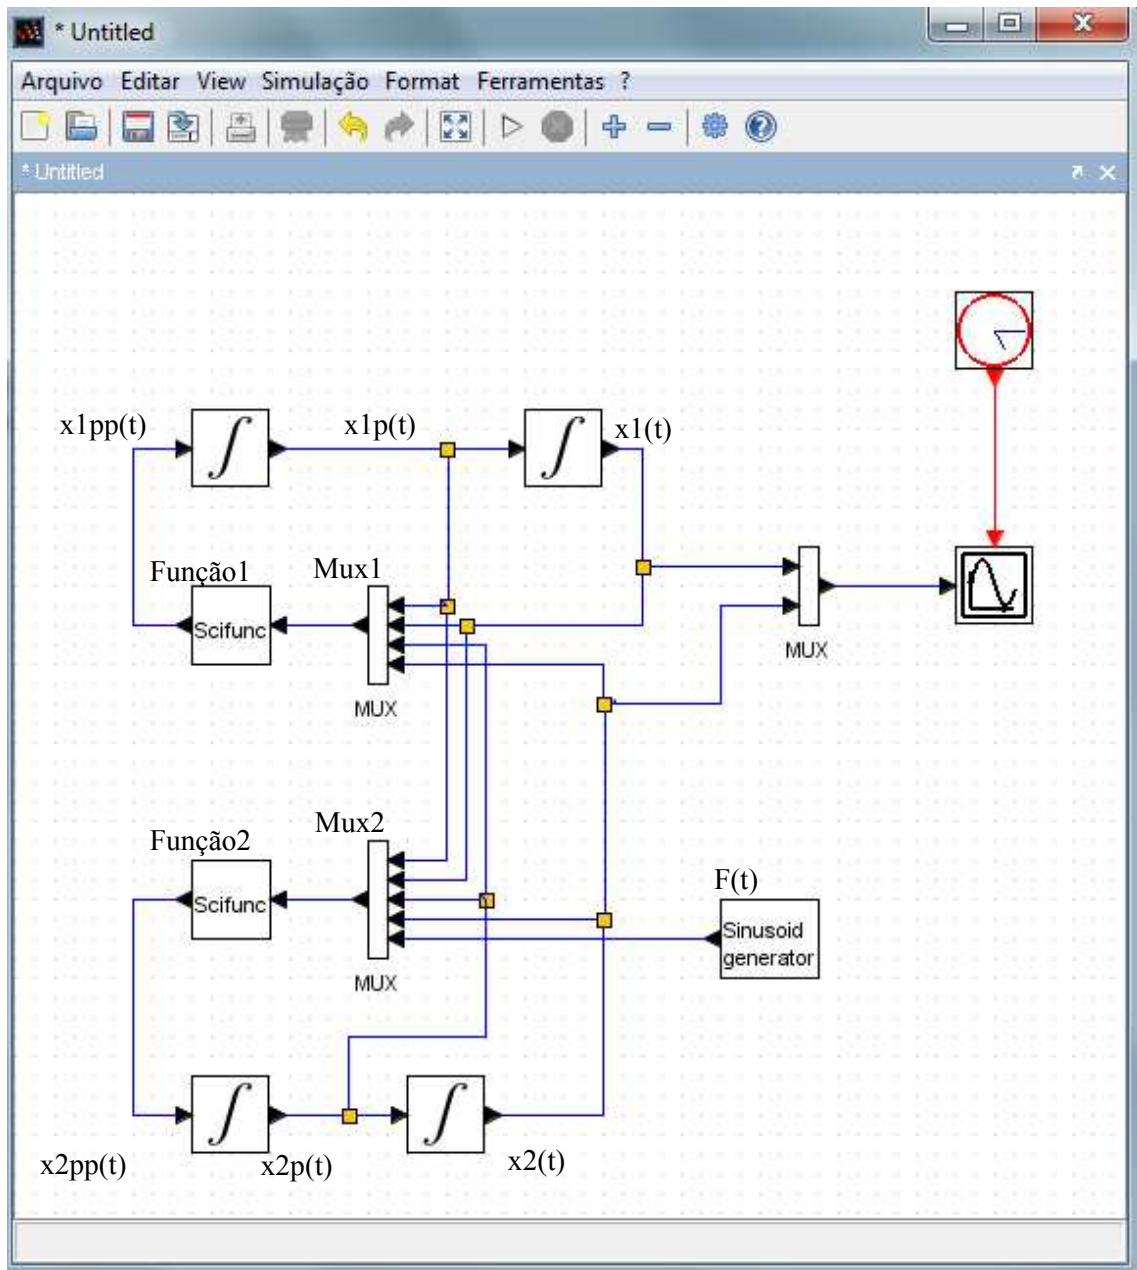 * Untitled
Arquivo Editar View Simulação Format Ferramentas ?
* Untitled
x1pp(t)
x1p(t)
x1(t)
Função1
Mux1
Scifunc
MUX
MUX
Função2
Mux2
Scifunc
MUX
F(t)
Sinusoid
generator
x2pp(t)
x2p(t)
x2(t)